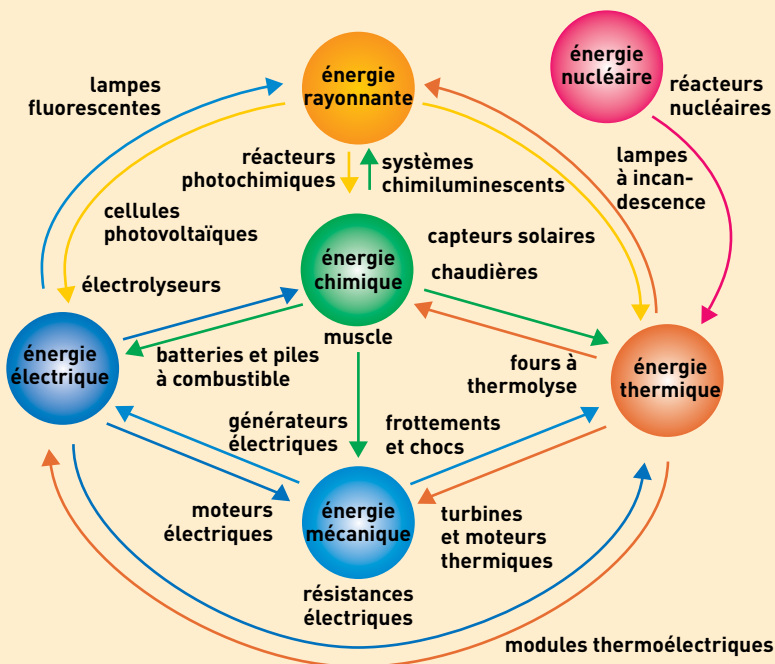 énergie
rayonnante
énergie
nucléaire
lampes
fluorescentes
réacteurs
nucléaires
réacteurs
photochimiques
systèmes
chimiluminescents
lampes
à incan-
descence
cellules
photovoltaïques
capteurs solaires
énergie
chimique
chaudières
électrolyseurs
muscle
énergie
électrique
batteries et piles
à combustible
fours à
thermolyse
énergie
thermique
générateurs
électriques
frottements
et chocs
moteurs
électriques
énergie
mécanique
turbines
et moteurs
thermiques
résistances
électriques
modules thermoélectriques